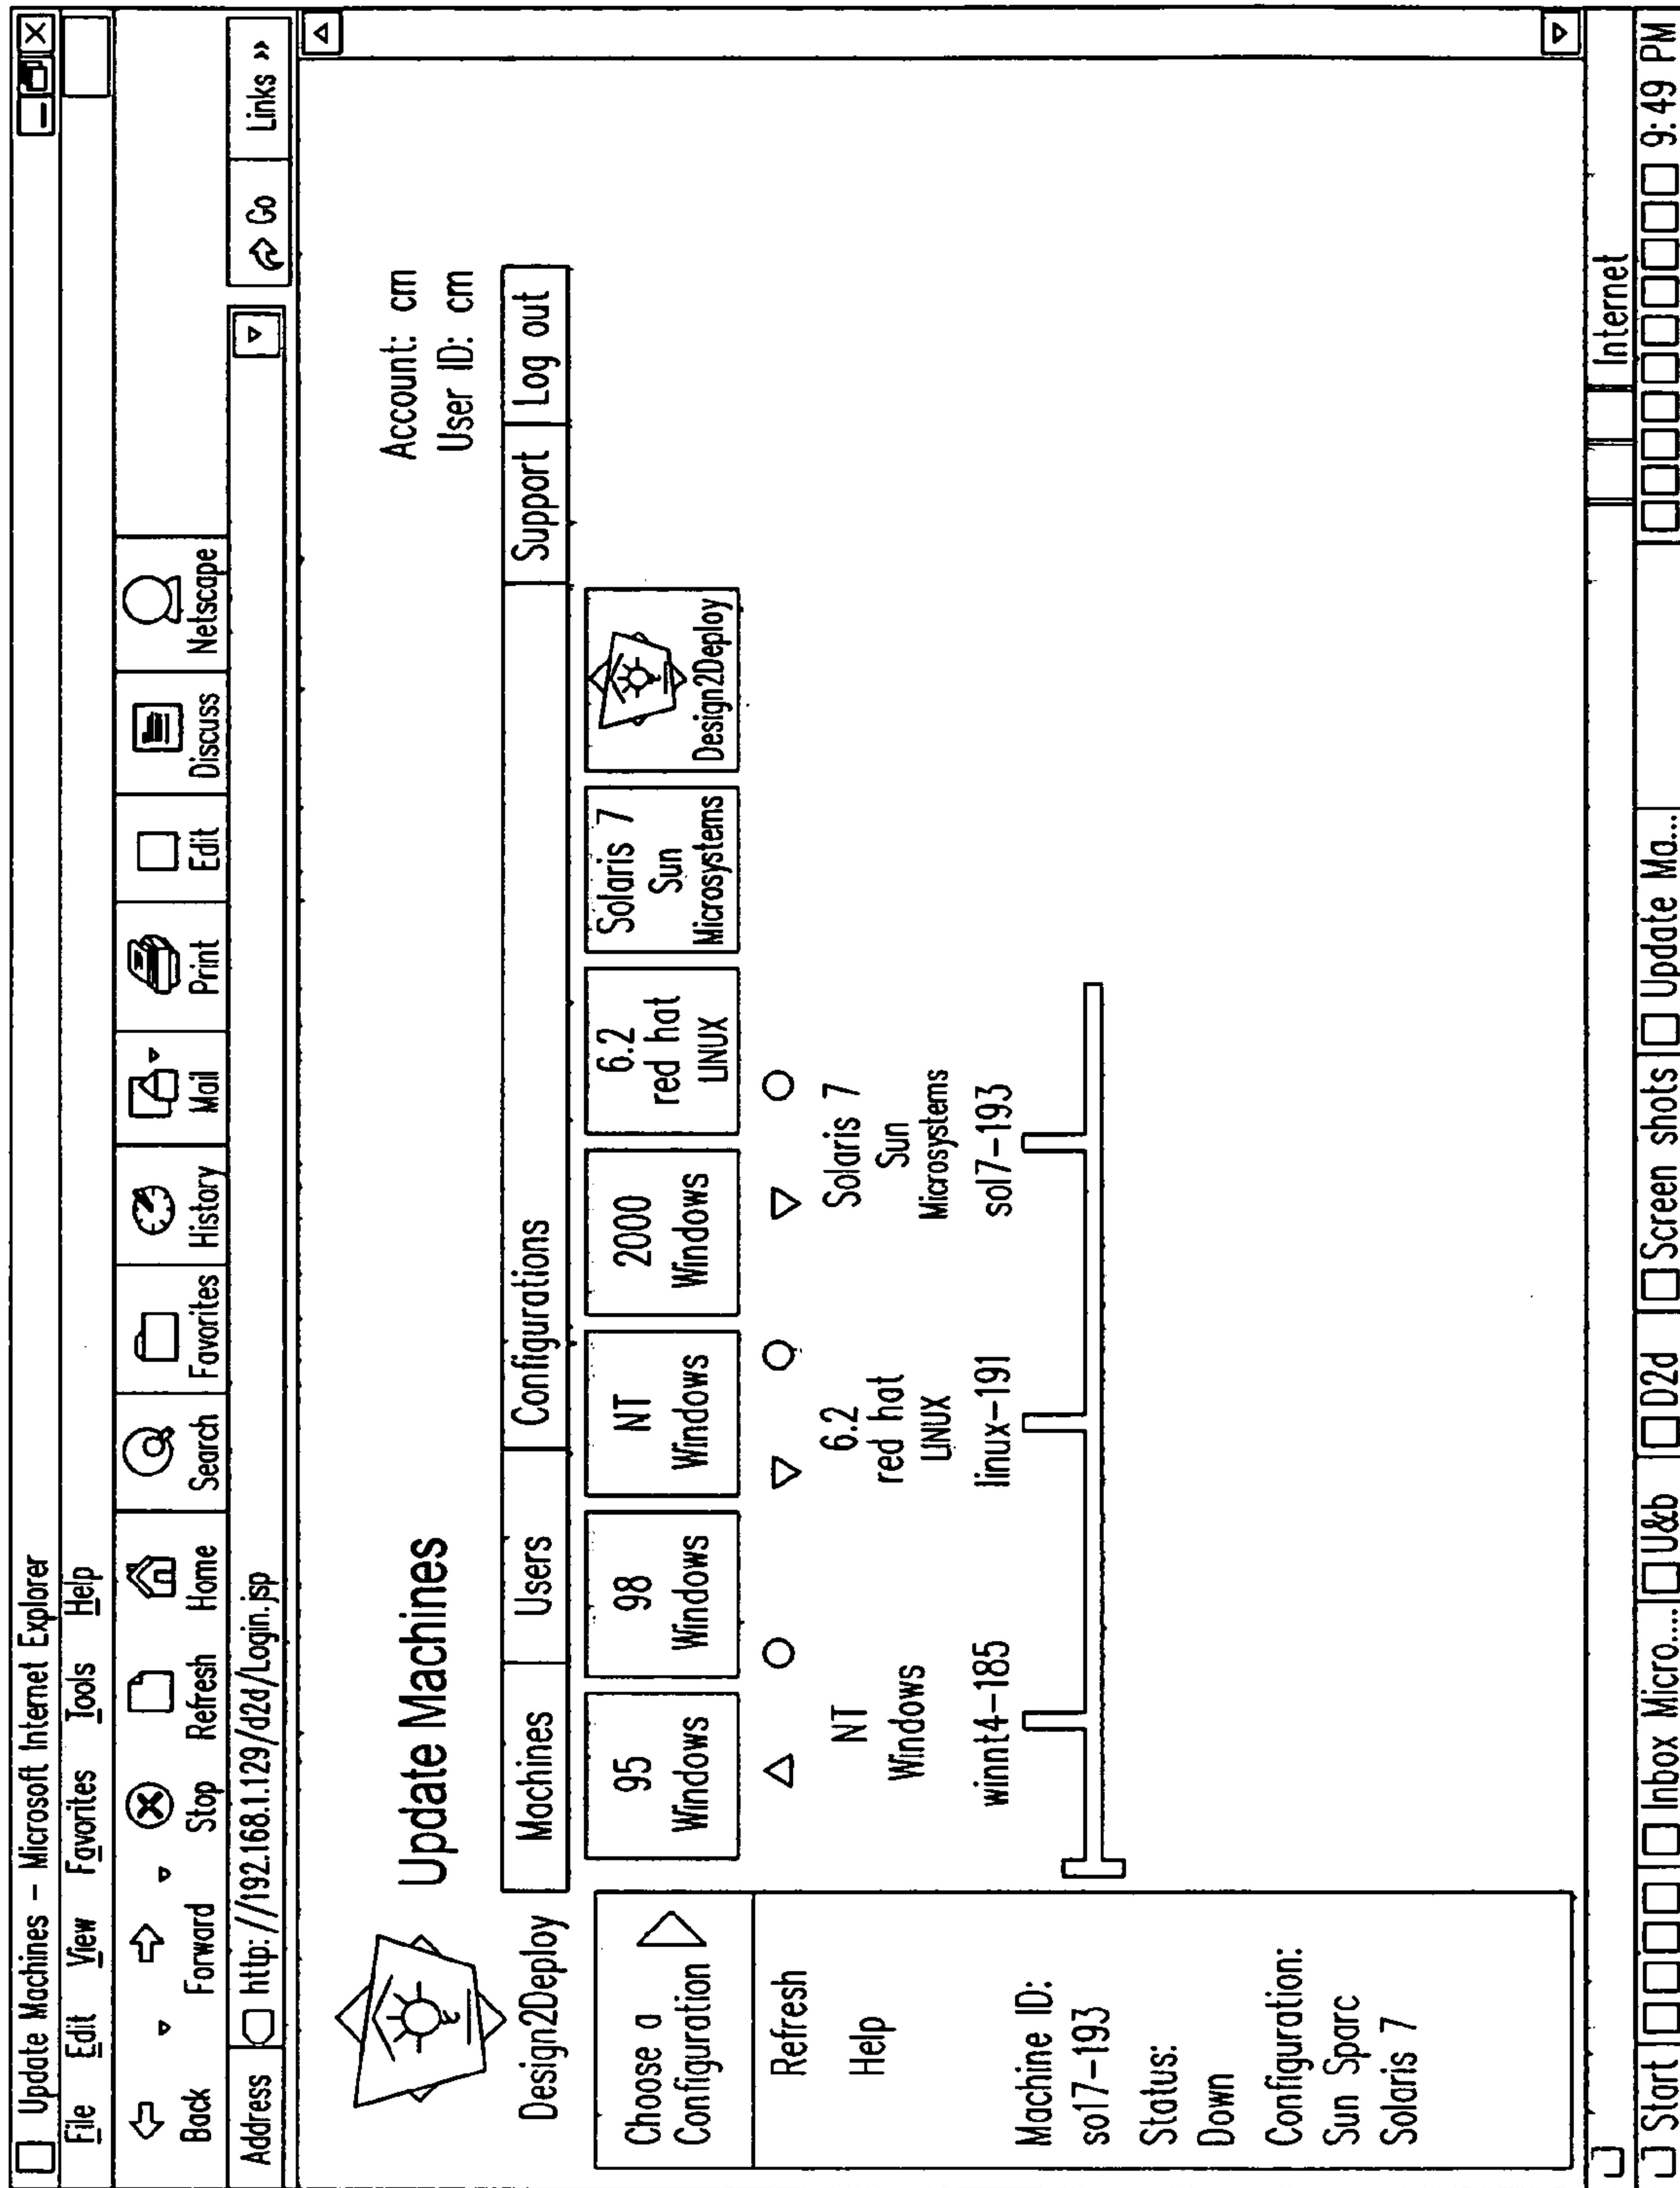 Update Machines – Microsoft Internet Explorer
File Edit View Favorites Tools Help
Back Forward Stop Refresh Home Search Favorites History Mail Print Edit Discuss Netscape
Address http://192.168.1.129/d2d/Login.jsp Go Links »
Design2Deploy
Update Machines
Account: cm
User ID: cm
Machines Users Configurations Support Log out
Choose a
Configuration
95
Windows
98
Windows
NT
Windows
2000
Windows
6.2
red hat
LINUX
Solaris 7
Sun
Microsystems
Design2Deploy
Refresh
Help
NT
Windows
winnt4–185
6.2
red hat
LINUX
linux–191
Solaris 7
Sun
Microsystems
sol7–193
Machine ID:
so17–193
Status:
Down
Configuration:
Sun Sparc
Solaris 7
Internet
Start Inbox Micro.... U&b D2d Screen shots Update Ma... 9:49 PM